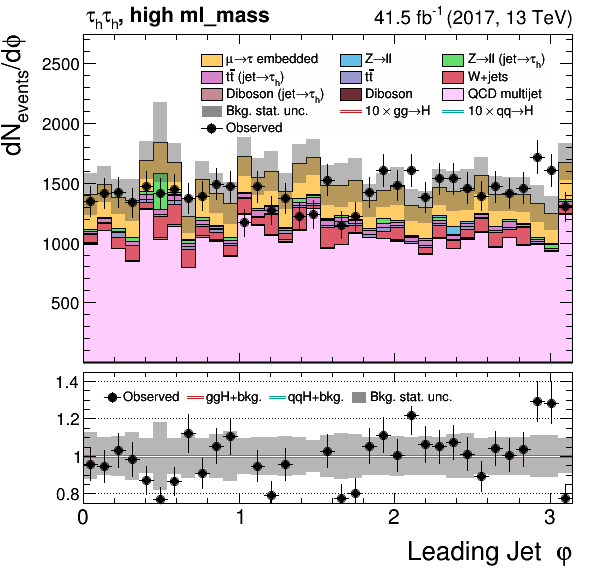 τhτh, high ml_mass
41.5 fb⁻¹ (2017, 13 TeV)
dNevents/dφ
μ→τ embedded
Z→ll
Z→ll (jet→τh)
tt̄ (jet→τh)
tt̄
W+jets
Diboson (jet→τh)
Diboson
QCD multijet
Bkg. stat. unc.
10 × gg→H
10 × qq→H
Observed
2500
2000
1500
1000
500
Observed
ggH+bkg.
qqH+bkg.
Bkg. stat. unc.
1.4
1.2
1
0.8
0
1
2
3
Leading Jet φ